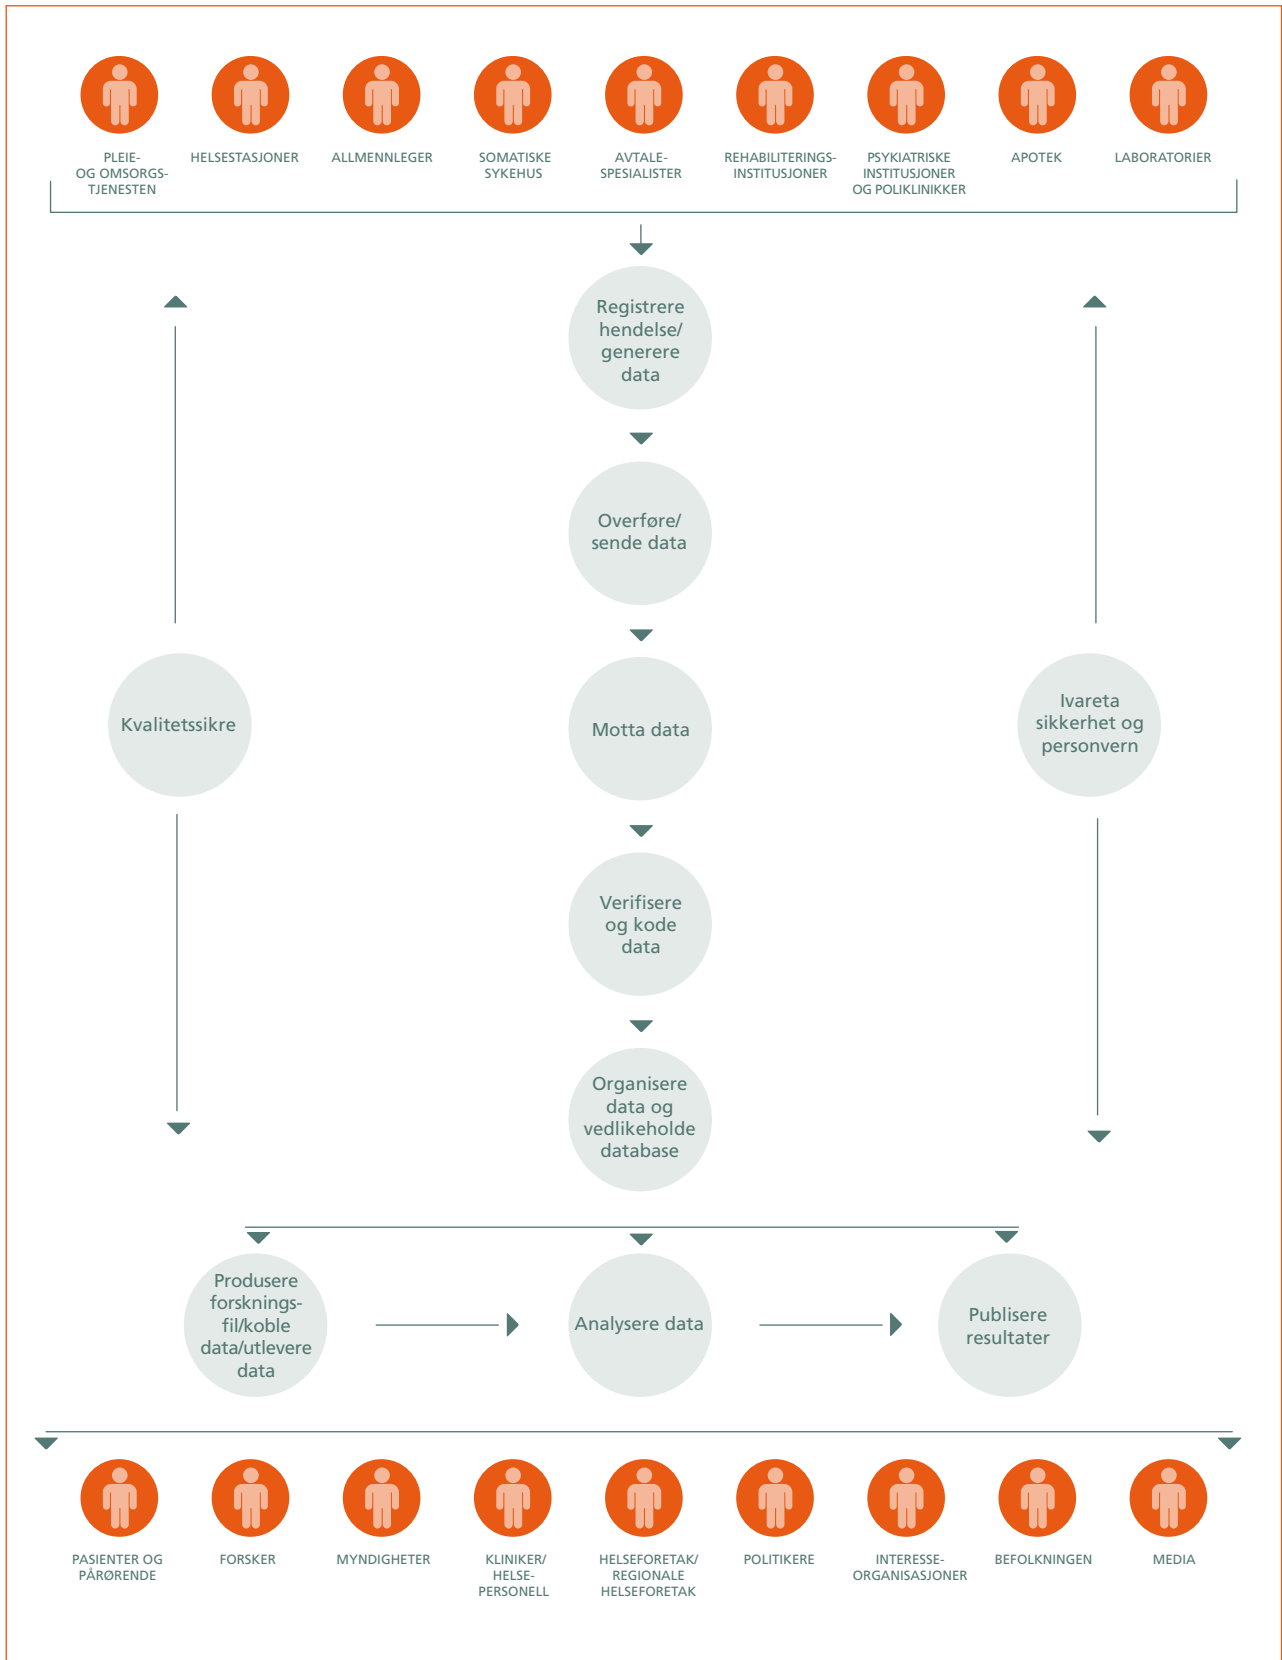 PLEIE-
OG OMSORGS-
TJENESTEN
HELSESTASJONER
ALLMENNLEGER
SOMATISKE
SYKEHUS
AVTALE-
SPESIALISTER
REHABILITERINGS-
INSTITUSJONER
PSYKIATRISKE
INSTITUSJONER
OG POLIKLINIKKER
APOTEK
LABORATORIER
Registrere
hendelse/
generere
data
Overføre/
sende data
Kvalitetssikre
Motta data
Ivareta
sikkerhet og
personvern
Verifisere
og kode
data
Organisere
data og
vedlikeholde
database
Produsere
forsknings-
fil/koble
data/utlevere
data
Analysere data
Publisere
resultater
PASIENTER OG
PÅRØRENDE
FORSKER
MYNDIGHETER
KLINIKER/
HELSE-
PERSONELL
HELSEFORETAK/
REGIONALE
HELSEFORETAK
POLITIKERE
INTERESSE-
ORGANISASJONER
BEFOLKNINGEN
MEDIA